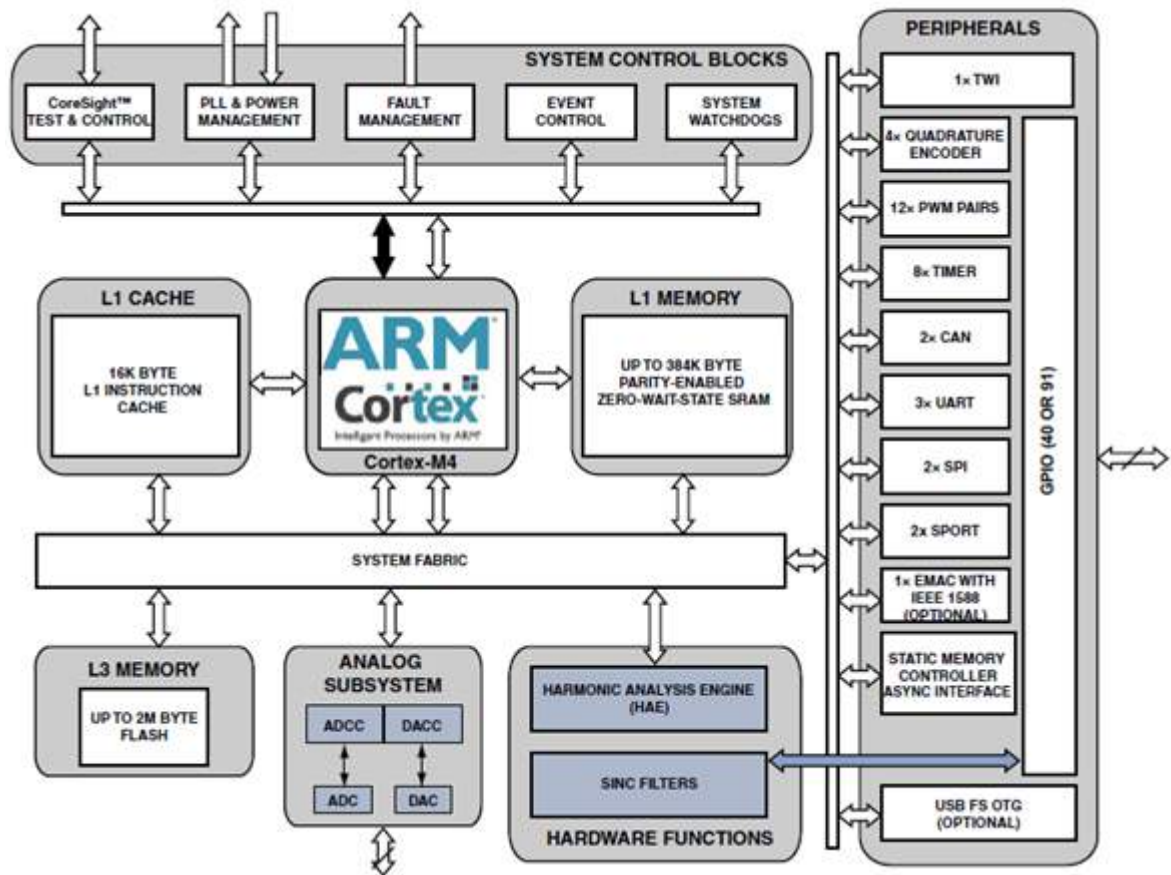 SYSTEM CONTROL BLOCKS
CoreSight™
TEST & CONTROL
PLL & POWER
MANAGEMENT
FAULT
MANAGEMENT
EVENT
CONTROL
SYSTEM
WATCHDOGS
L1 CACHE
16K BYTE
L1 INSTRUCTION
CACHE
ARM®
Cortex
Intelligent Processors by ARM®
Cortex-M4
L1 MEMORY
UP TO 384K BYTE
PARITY-ENABLED
ZERO-WAIT-STATE SRAM
SYSTEM FABRIC
L3 MEMORY
UP TO 2M BYTE
FLASH
ANALOG
SUBSYSTEM
ADCC
DACC
ADC
DAC
HARMONIC ANALYSIS ENGINE
(HAE)
SINC FILTERS
HARDWARE FUNCTIONS
PERIPHERALS
1× TWI
4× QUADRATURE
ENCODER
12× PWM PAIRS
8× TIMER
2× CAN
3× UART
2× SPI
2x SPORT
1× EMAC WITH
IEEE 1588
(OPTIONAL)
STATIC MEMORY
CONTROLLER
ASYNC INTERFACE
USB FS OTG
(OPTIONAL)
GPIO (40 OR 91)